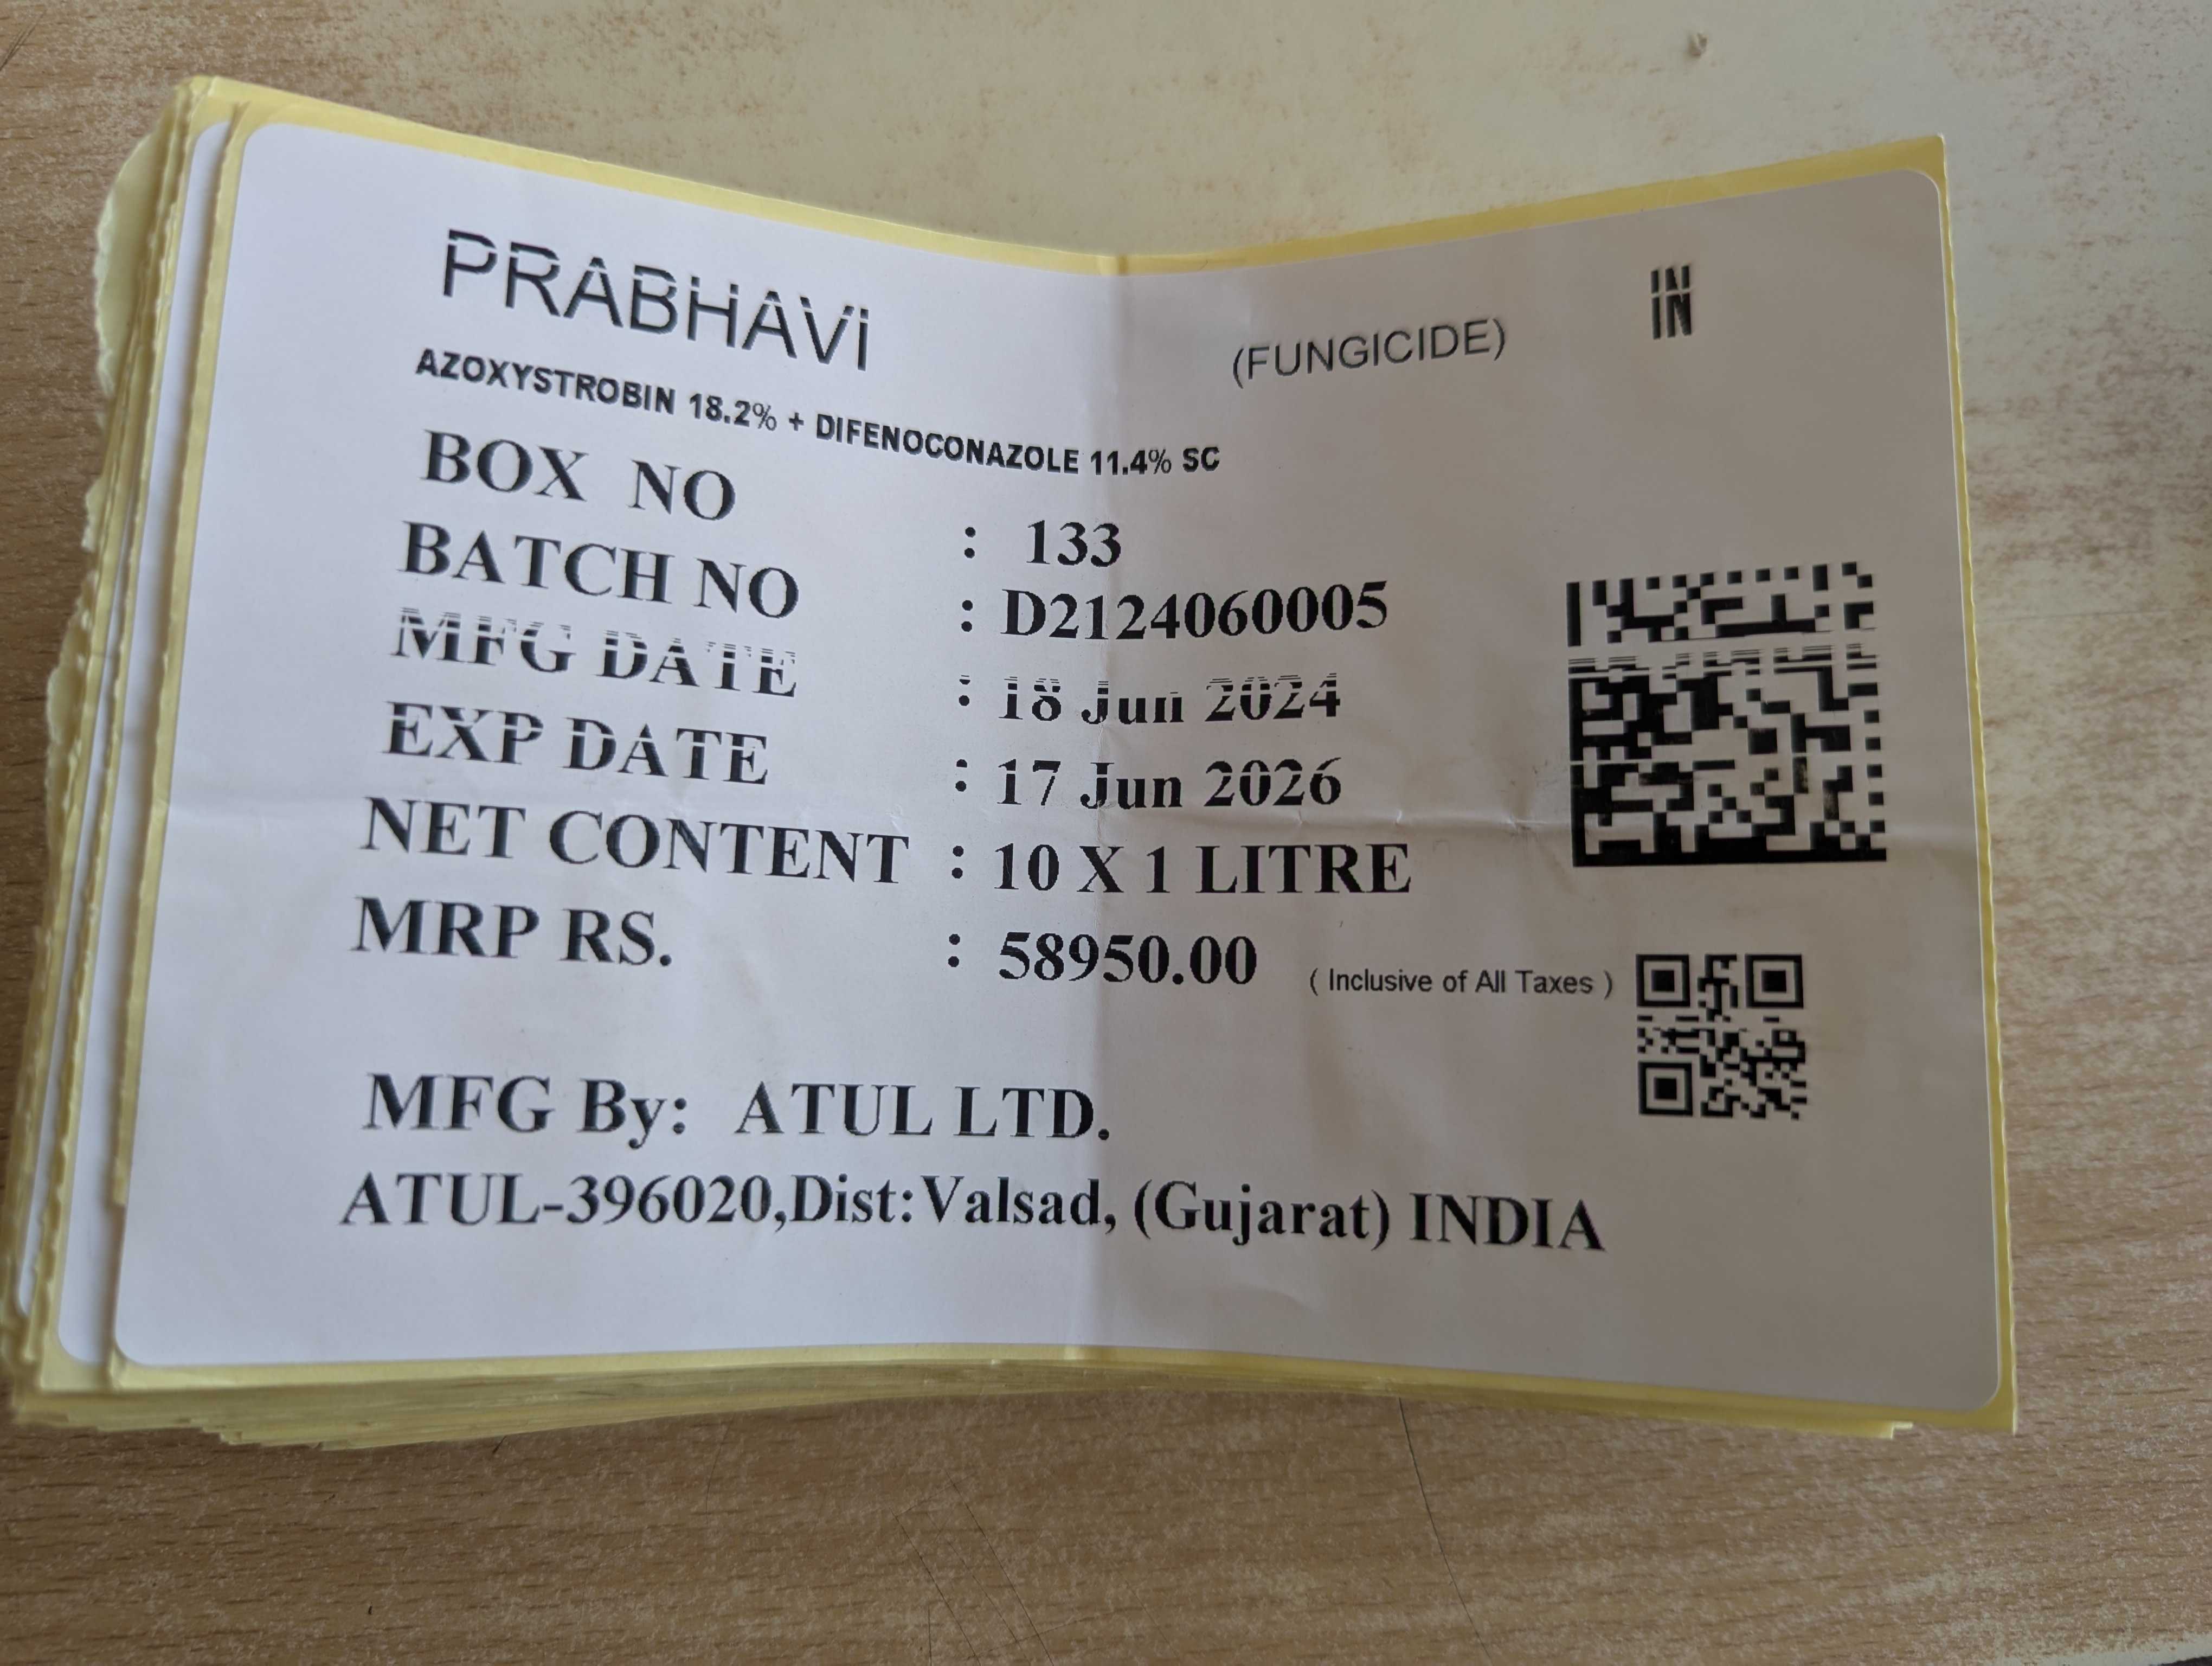 PRABHAVi
(FUNGICIDE)
IN
AZOXYSTROBIN 18.2% + DIFENOCONAZOLE 11.4% SC
BOX NO : 133
BATCH NO : D2124060005
MFG DATE : 18 Jun 2024
EXP DATE : 17 Jun 2026
NET CONTENT : 10 X 1 LITRE
MRP RS. : 58950.00 ( Inclusive of All Taxes )
MFG By: ATUL LTD.
ATUL-396020,Dist:Valsad, (Gujarat) INDIA